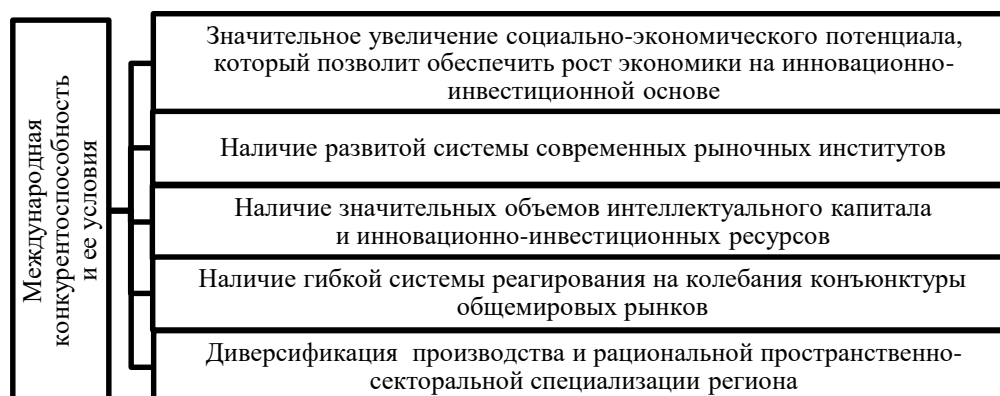 Международная
конкурентоспособность
и ее условия
Значительное увеличение социально-экономического потенциала,
который позволит обеспечить рост экономики на инновационно-
инвестиционной основе
Наличие развитой системы современных рыночных институтов
Наличие значительных объемов интеллектуального капитала
и инновационно-инвестиционных ресурсов
Наличие гибкой системы реагирования на колебания конъюнктуры
общемировых рынков
Диверсификация производства и рациональной пространственно-
секторальной специализации региона